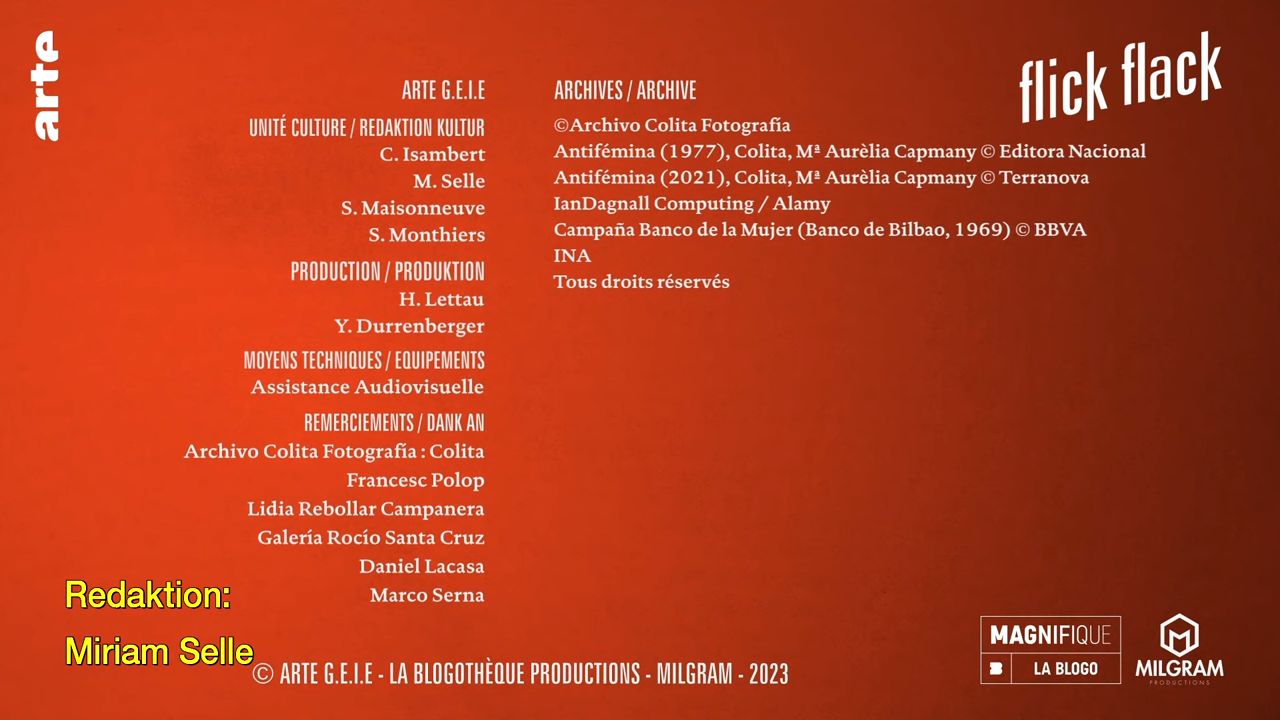 arte
flick flack
ARTE G.E.I.E
UNITÉ CULTURE / REDAKTION KULTUR
C. Isambert
M. Selle
S. Maisonneuve
S. Monthiers
PRODUCTION / PRODUKTION
H. Lettau
Y. Durrenberger
MOYENS TECHNIQUES / EQUIPEMENTS
Assistance Audiovisuelle
REMERCIEMENTS / DANK AN
Archivo Colita Fotografía : Colita
Francesc Polop
Lidia Rebollar Campanera
Galería Rocío Santa Cruz
Daniel Lacasa
Marco Serna
ARCHIVES / ARCHIVE
©Archivo Colita Fotografía
Antifémina (1977), Colita, Mª Aurèlia Capmany © Editora Nacional
Antifémina (2021), Colita, Mª Aurèlia Capmany © Terranova
IanDagnall Computing / Alamy
Campaña Banco de la Mujer (Banco de Bilbao, 1969) © BBVA
INA
Tous droits réservés
Redaktion:
Miriam Selle
© ARTE G.E.I.E - LA BLOGOTHÈQUE PRODUCTIONS - MILGRAM - 2023
MAGNIFIQUE
B LA BLOGO
MILGRAM
PRODUCTIONS